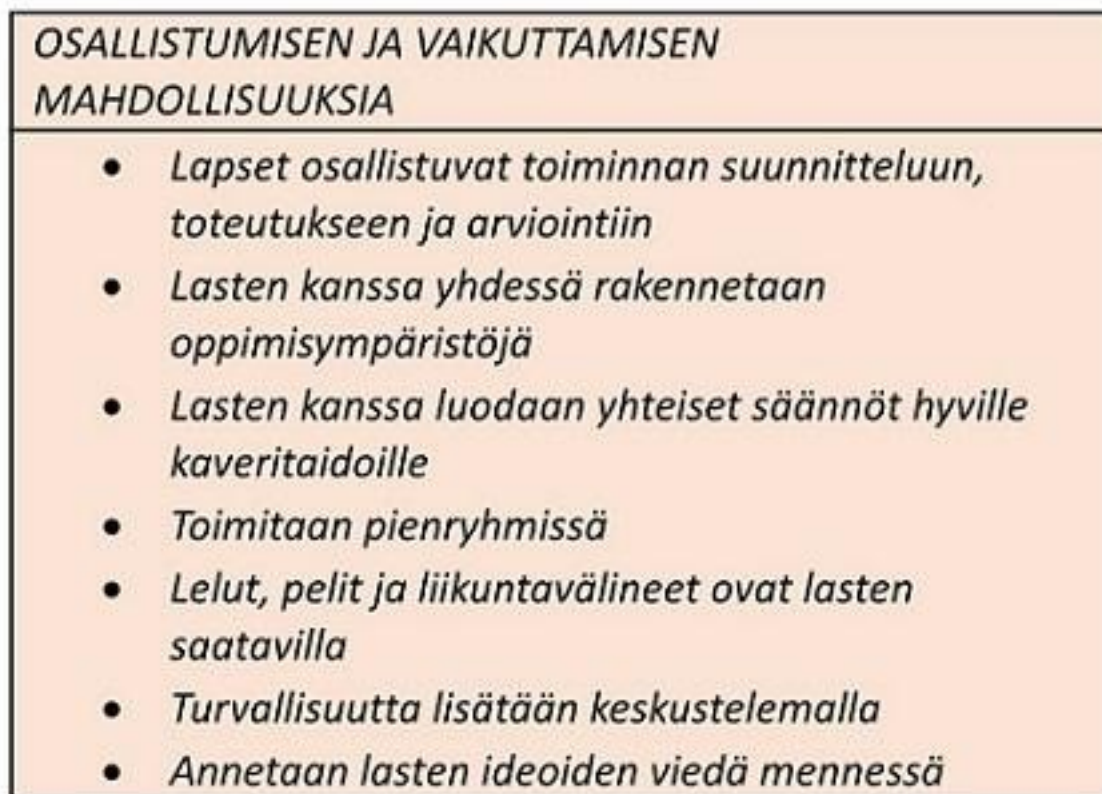 OSALLISTUMISEN JA VAIKUTTAMISEN
MAHDOLLISUUKSIA
• Lapset osallistuvat toiminnan suunnitteluun,
toteutukseen ja arviointiin
• Lasten kanssa yhdessä rakennetaan
oppimisympäristöjä
• Lasten kanssa luodaan yhteiset säännöt hyville
kaveritaidoille
• Toimitaan pienryhmissä
• Lelut, pelit ja liikuntavälineet ovat lasten
saatavilla
• Turvallisuutta lisätään keskustelemalla
• Annetaan lasten ideoiden viedä mennessä